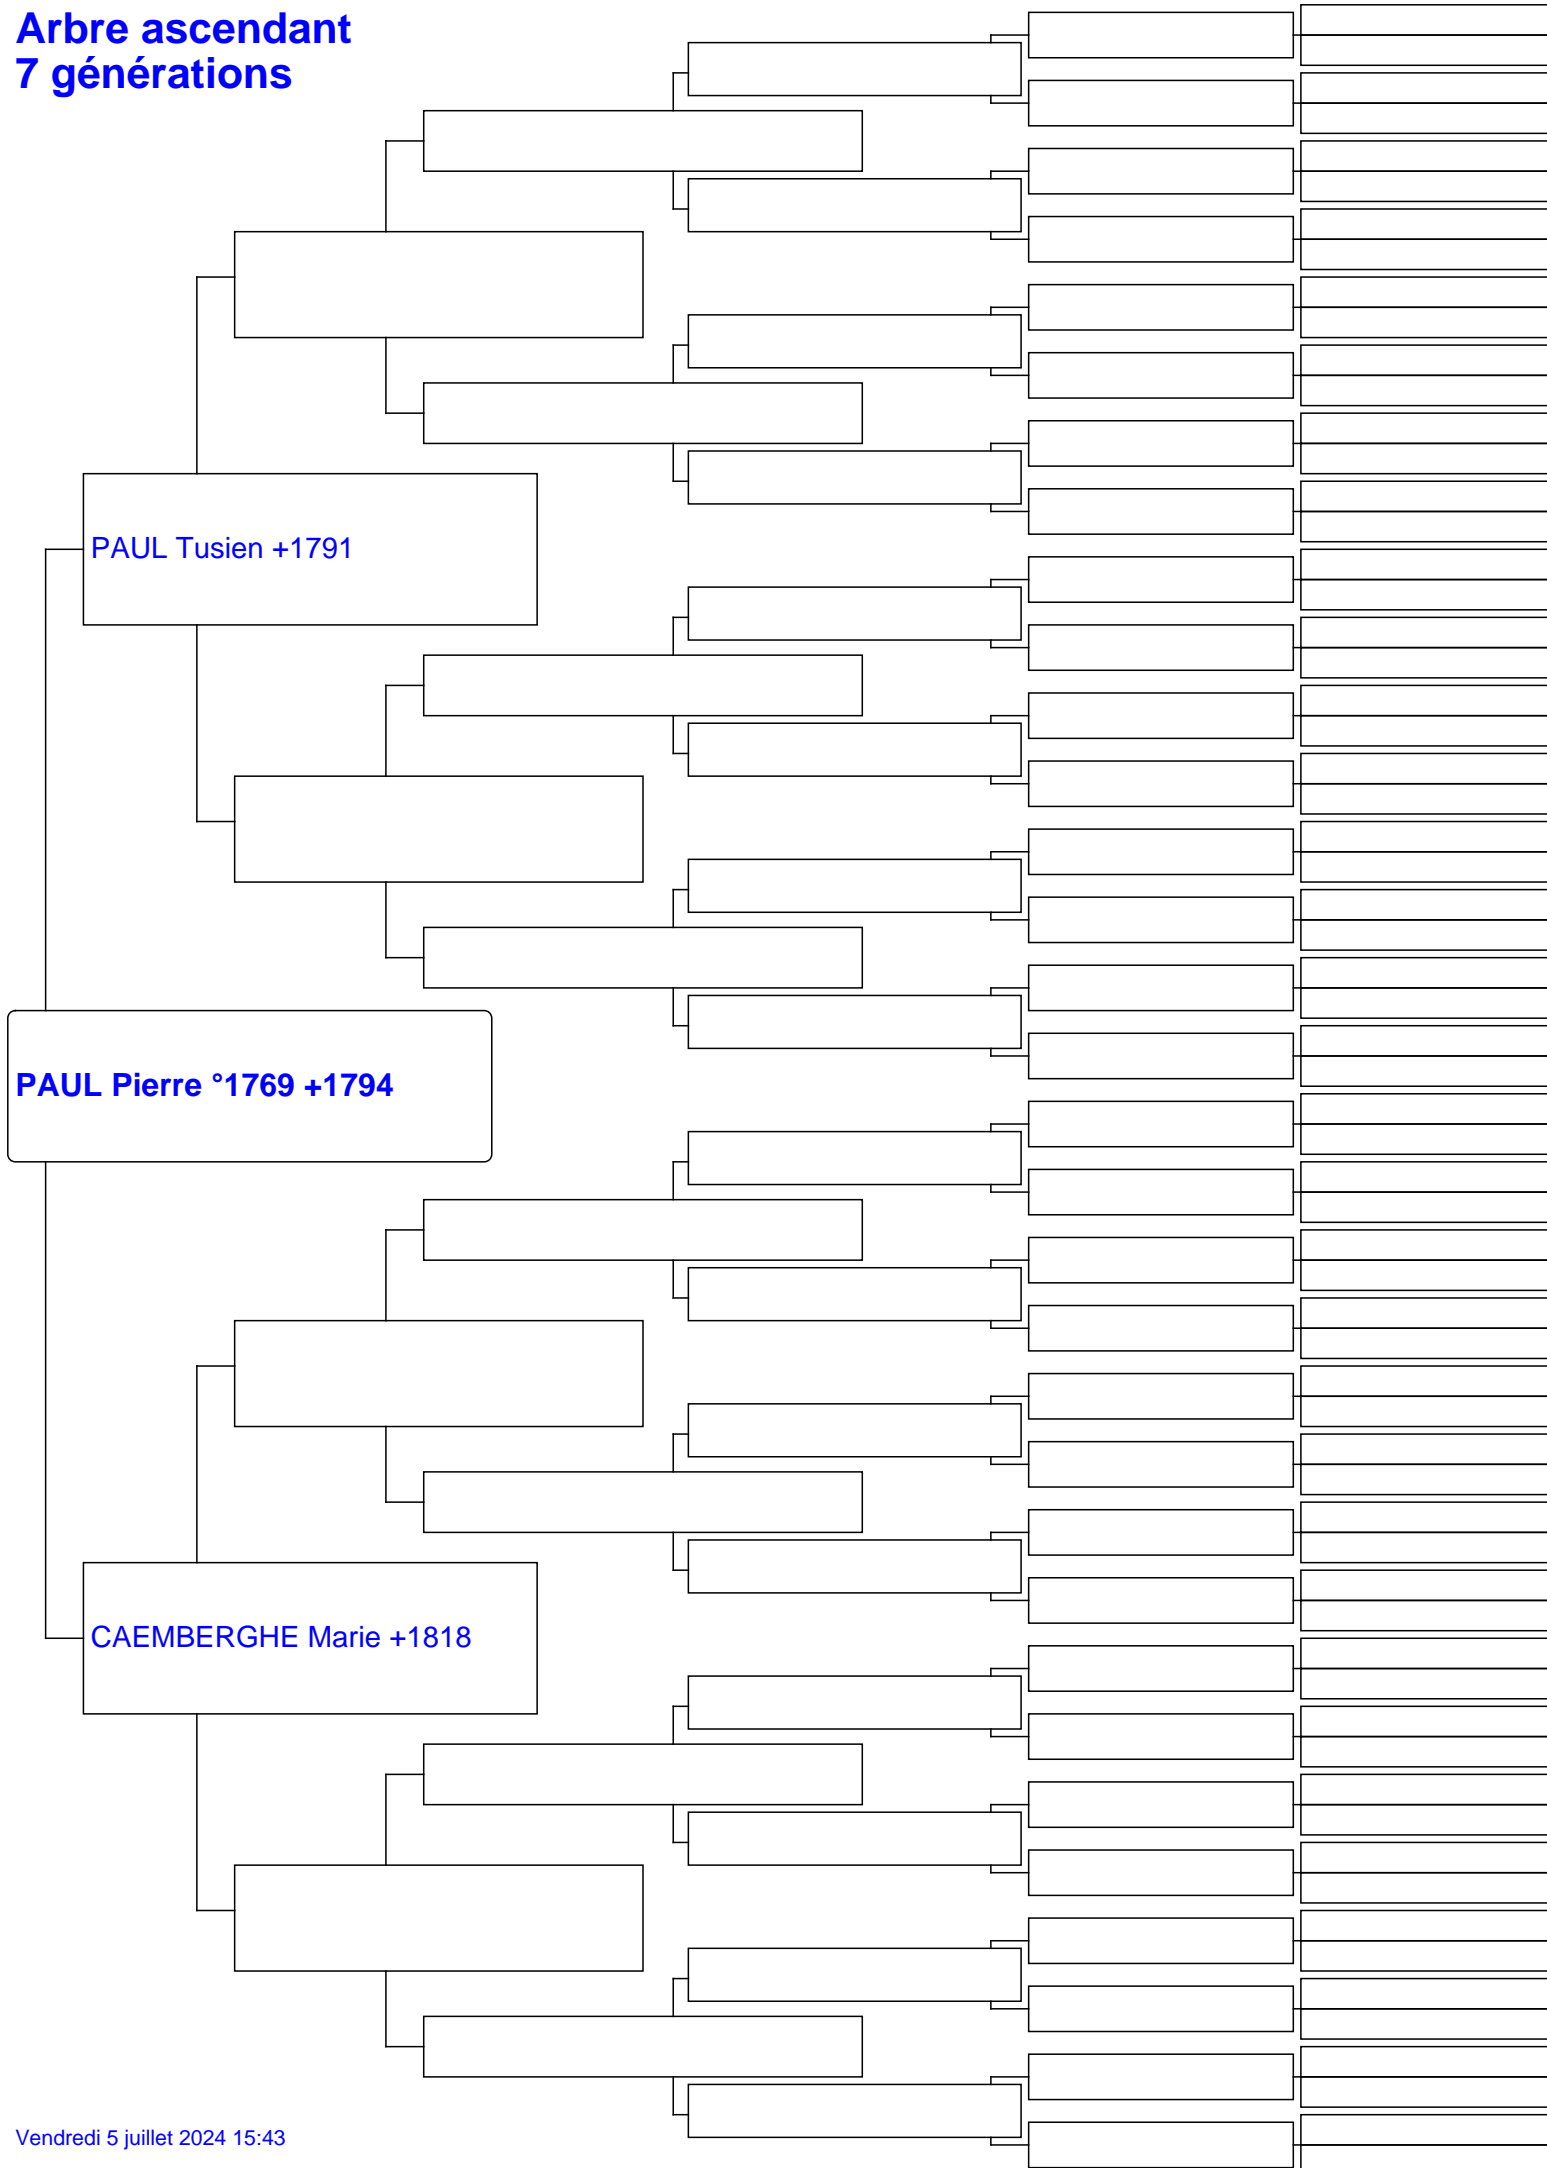 Arbre ascendant
7 générations
PAUL Tusien +1791
PAUL Pierre °1769 +1794
CAEMBERGHE Marie +1818
Vendredi 5 juillet 2024 15:43